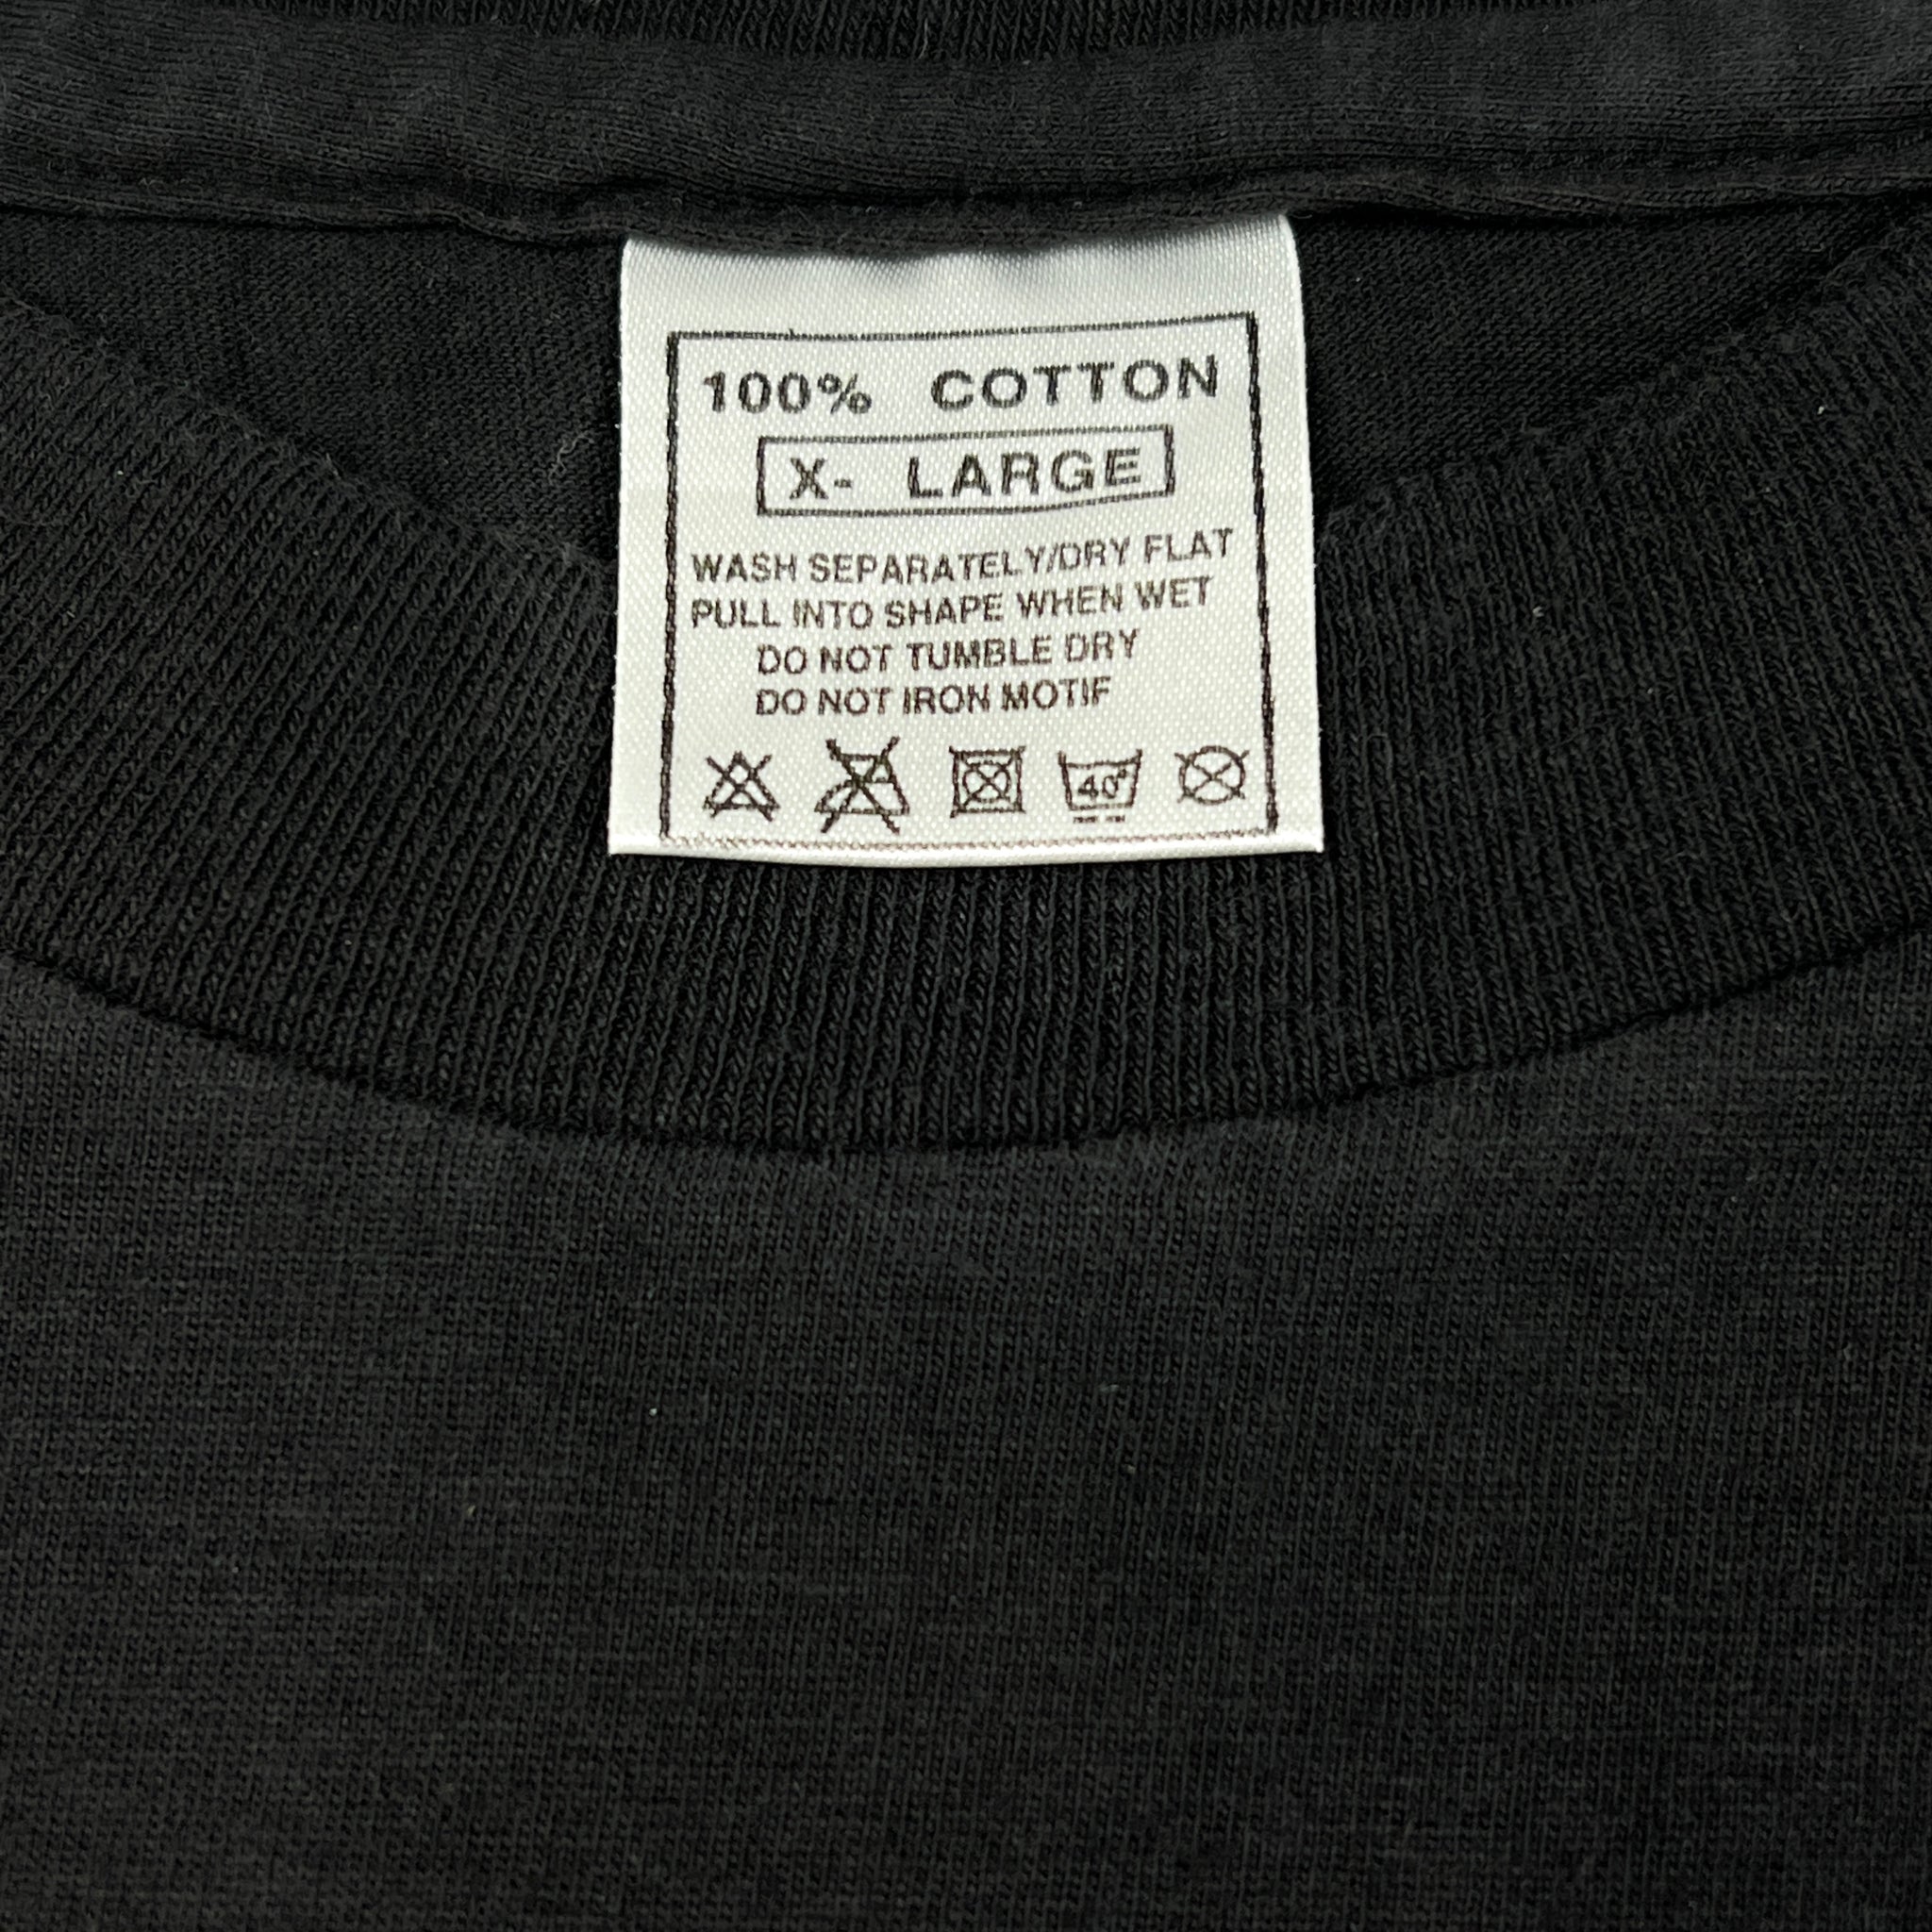 100% COTTON
X- LARGE
WASH SEPARATELY/DRY FLAT
PULL INTO SHAPE WHEN WET
DO NOT TUMBLE DRY
DO NOT IRON MOTIF
40°